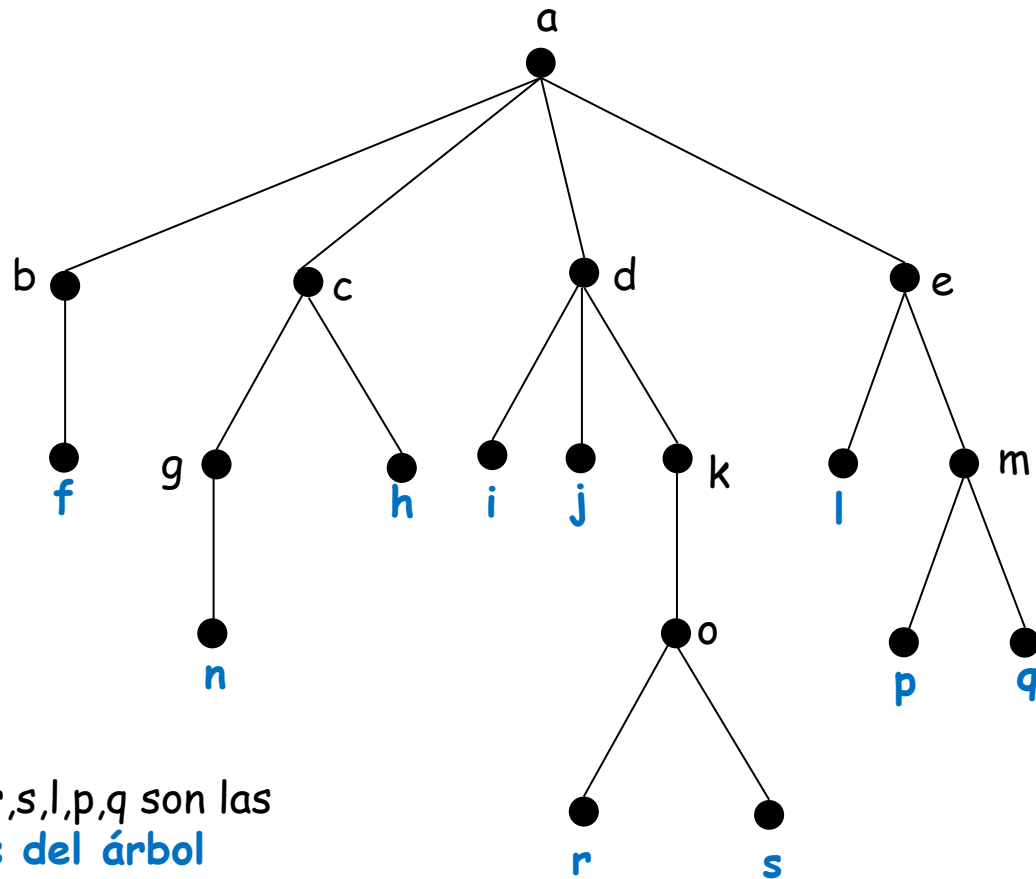 a
b c d e
f g h i j k l m
n o p q
,s,l,p,q son las
del árbol
r s